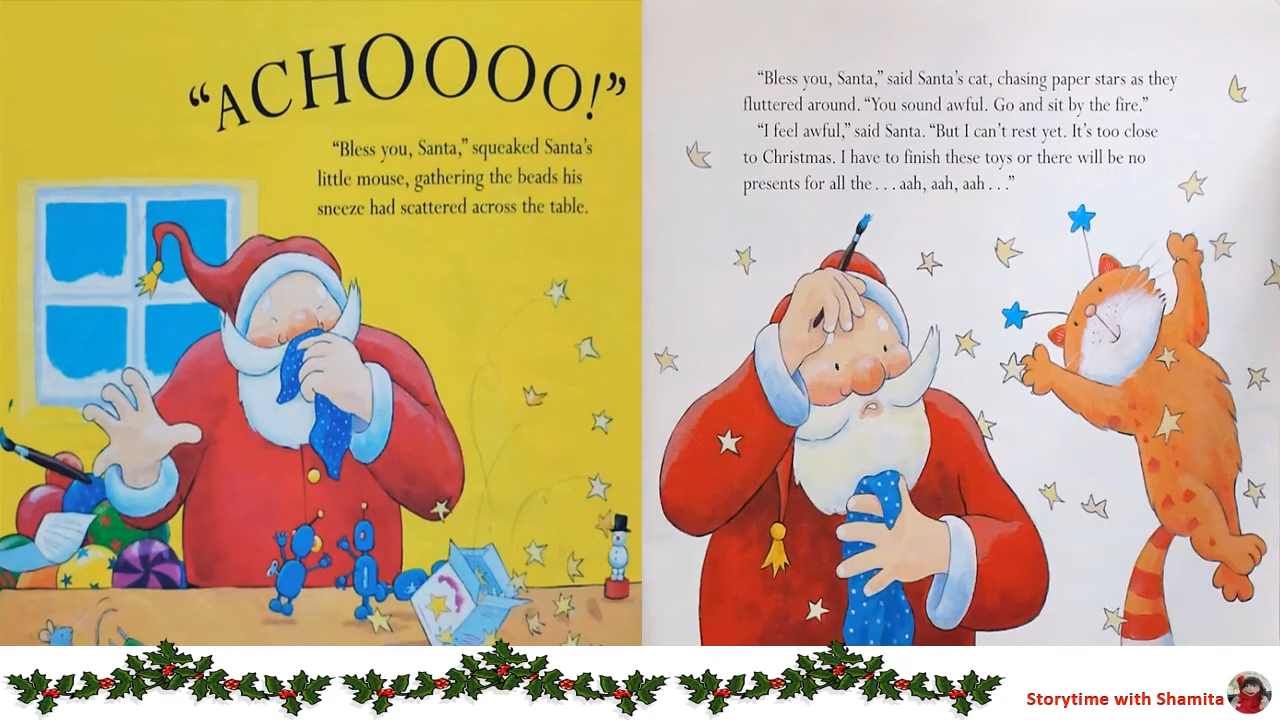 “ACHOOOO!”
“Bless you, Santa,” squeaked Santa’s
little mouse, gathering the beads his
sneeze had scattered across the table.
“Bless you, Santa,” said Santa’s cat, chasing paper stars as they
fluttered around. “You sound awful. Go and sit by the fire.”
“I feel awful,” said Santa. “But I can’t rest yet. It’s too close
to Christmas. I have to finish these toys or there will be no
presents for all the . . . aah, aah, aah . . .”
Storytime with Shamita